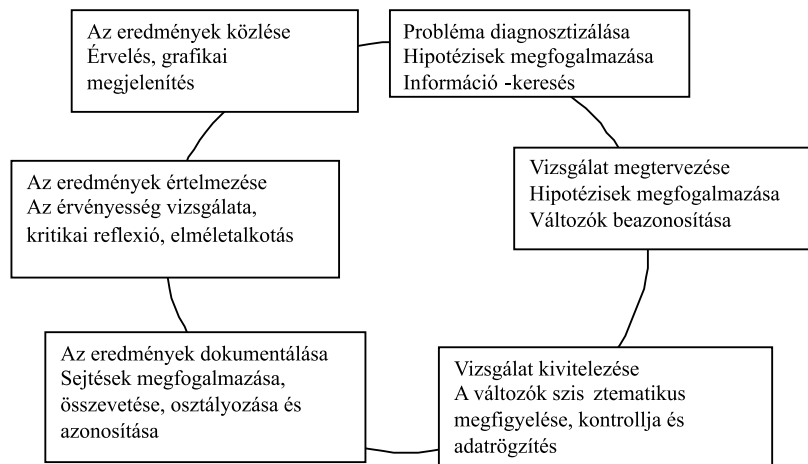 Az eredmények közlése
Érvelés, grafikai
megjelenítés
Probléma diagnosztizálása
Hipotézisek megfogalmazása
Információ -keresés
Vizsgálat megtervezése
Hipotézisek megfogalmazása
Változók beazonosítása
Vizsgálat kivitelezése
A változók szis ztematikus
megfigyelése, kontrollja és
adatrögzítés
Az eredmények dokumentálása
Sejtések megfogalmazása,
összevetése, osztályozása és
azonosítása
Az eredmények értelmezése
Az érvényesség vizsgálata,
kritikai reflexió, elméletalkotás